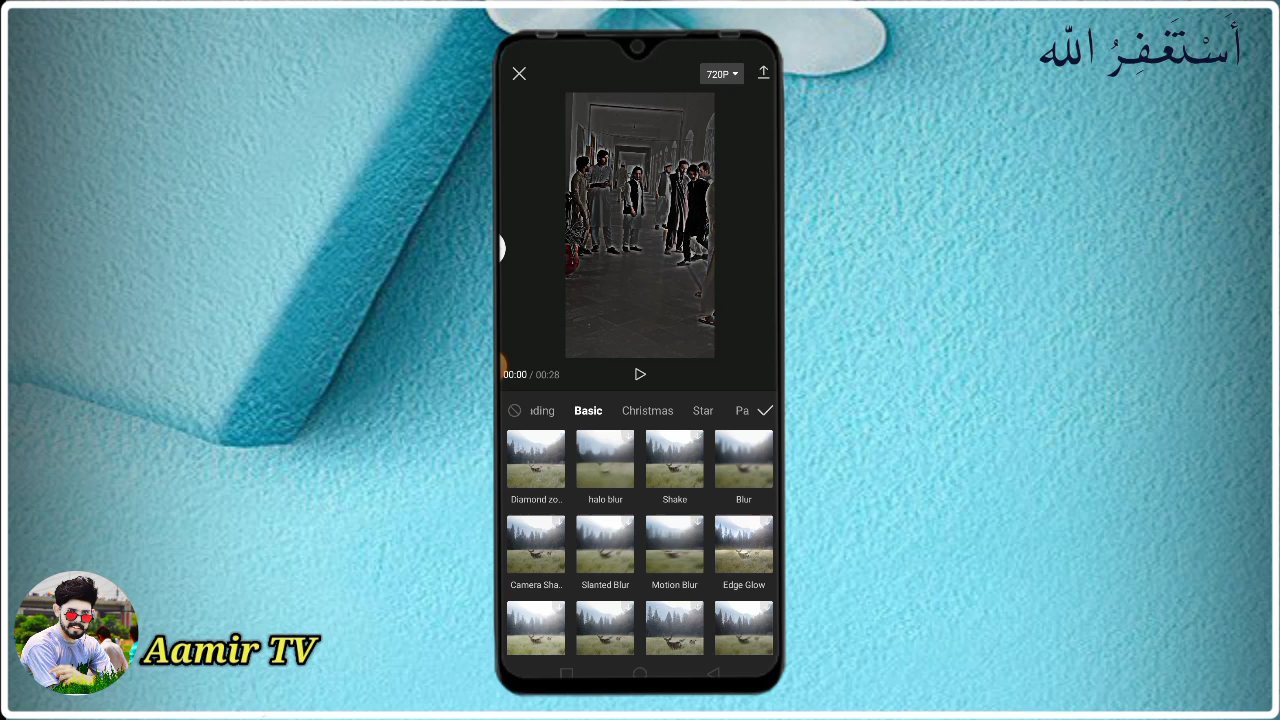 أَسْتَغْفِرُ اللّٰه
720P
00:00 / 00:28
ıding Basic Christmas Star Pa
Diamond zo.. halo blur Shake Blur
Camera Sha.. Slanted Blur Motion Blur Edge Glow
Aamir TV